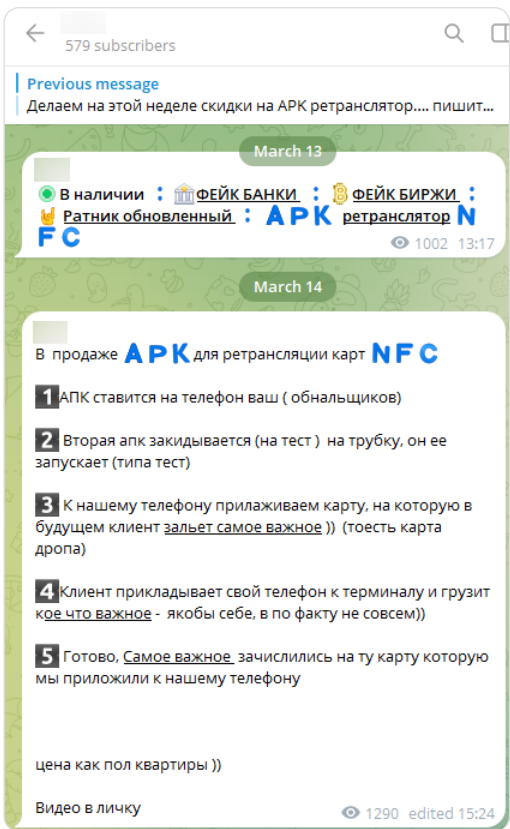 579 subscribers
Previous message
Делаем на этой неделе скидки на АРК ретранслятор.... пишит...
March 13
В наличии : ФЕЙК БАНКИ : ФЕЙК БИРЖИ :
Ратник обновленный : АРК ретранслятор N
F C
1002 13:17
March 14
В продаже АРК для ретрансляции карт NFC
1 АПК ставится на телефон ваш ( обнальщиков)
2 Вторая апк закидывается (на тест ) на трубку, он ее
запускает (типа тест)
3 К нашему телефону прилаживаем карту, на которую в
будущем клиент зальет самое важное )) (тоесть карта
дропа)
4 Клиент прикладывает свой телефон к терминалу и грузит
кое что важное - якобы себе, в по факту не совсем))
5 Готово, Самое важное зачислились на ту карту которую
мы приложили к нашему телефону
цена как пол квартиры ))
Видео в личку
1290 edited 15:24